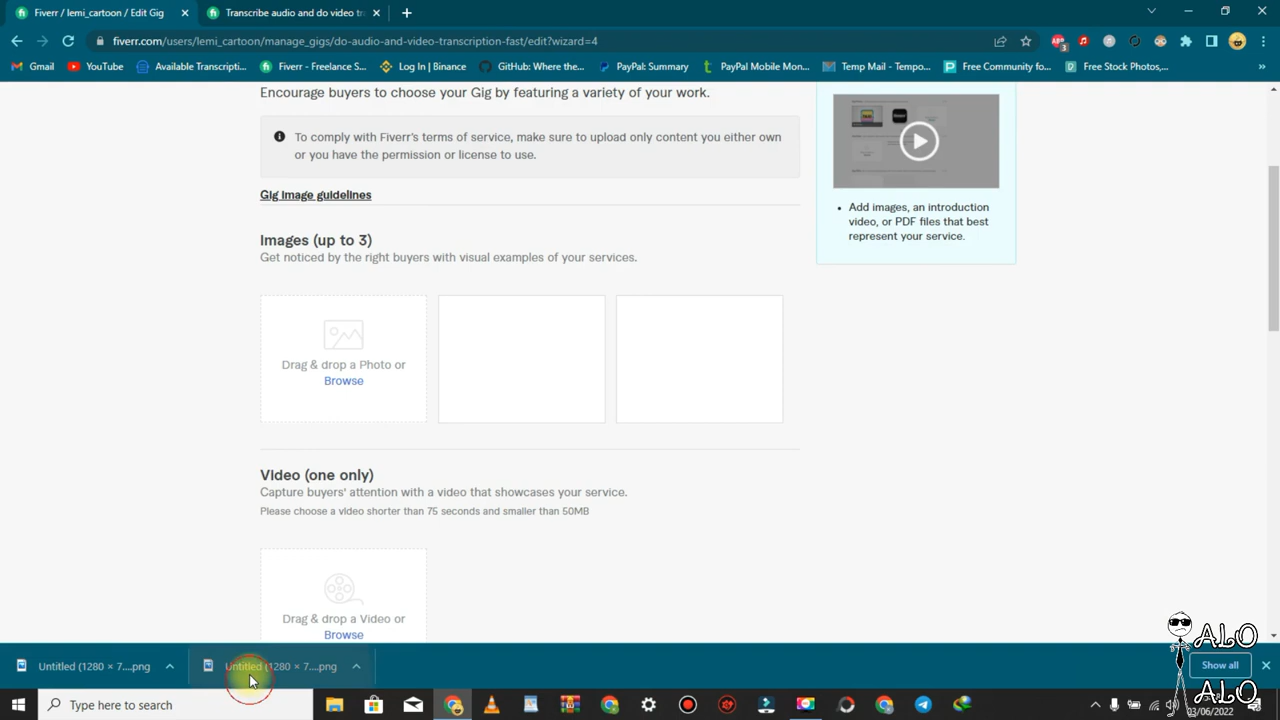 Fiverr / lemi_cartoon / Edit Gig
Transcribe audio and do video tr
fiverr.com/users/lemi_cartoon/manage_gigs/do-audio-and-video-transcription-fast/edit?wizard=4
3
Gmail
YouTube
Available Transcripti...
Fiverr - Freelance S...
Log In | Binance
GitHub: Where the...
PayPal: Summary
PayPal Mobile Mon...
Temp Mail - Tempo...
Free Community fo...
Free Stock Photos,...
Encourage buyers to choose your Gig by featuring a variety of your work.
To comply with Fiverr's terms of service, make sure to upload only content you either own
or you have the permission or license to use.
Gig image guidelines
Add images, an introduction
video, or PDF files that best
represent your service.
Images (up to 3)
Get noticed by the right buyers with visual examples of your services.
Drag & drop a Photo or
Browse
Video (one only)
Capture buyers' attention with a video that showcases your service.
Please choose a video shorter than 75 seconds and smaller than 50MB
Drag & drop a Video or
Browse
Untitled (1280 × 7....png
Untitled (1280 × 7....png
Show all
ALO
ALO
Type here to search
03/06/2022